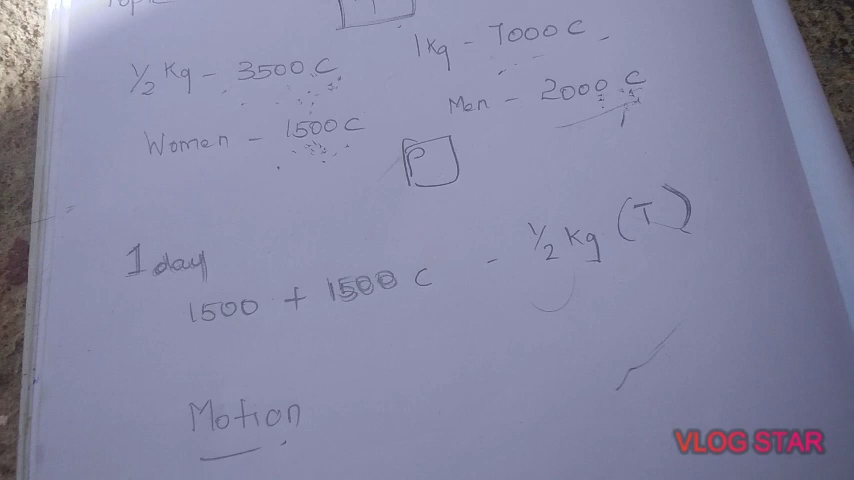 Topic
T
½ Kg - 3500 C
1 Kg - 7000 C
Women - 1500 C
Men - 2000 C
P
1 day
1500 + 1500 C - ½ Kg (T)
Motion
VLOG STAR